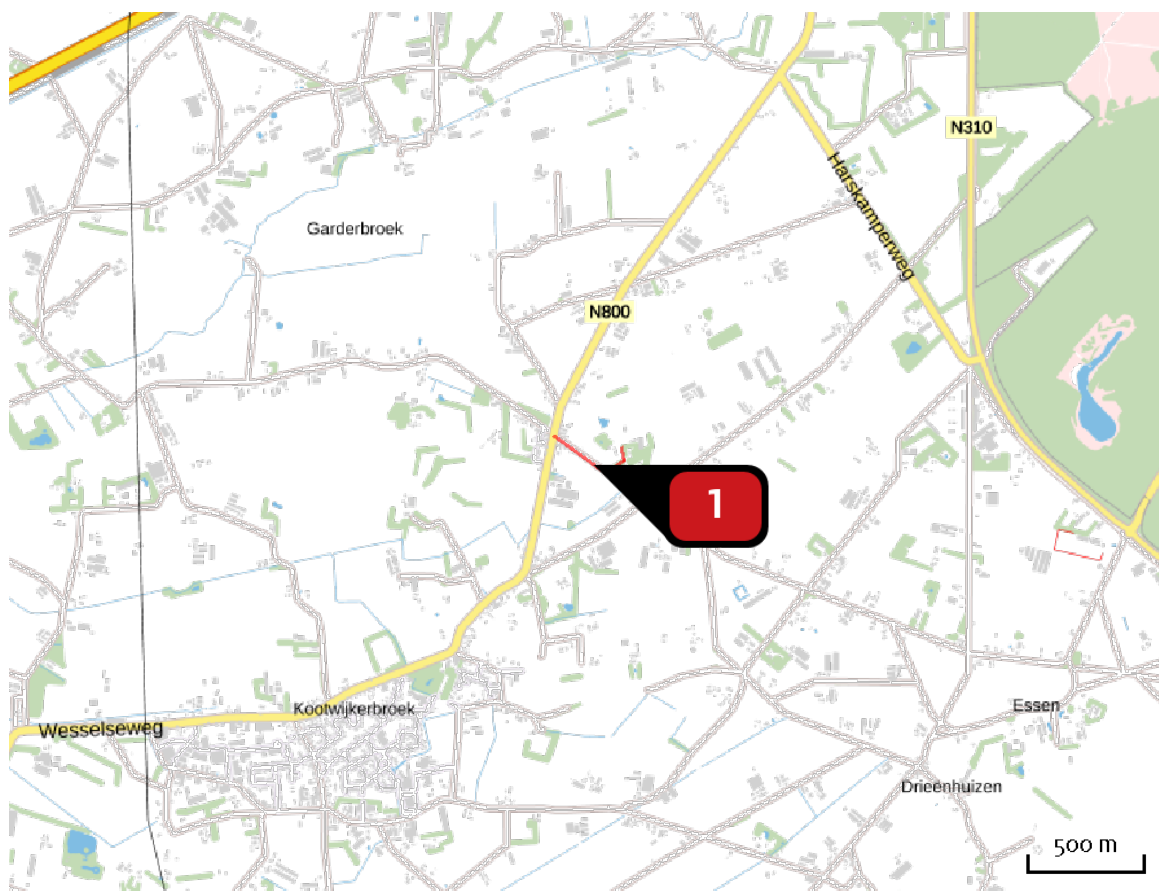 N310
Harskamperweg
Garderbroek
N800
1
Kootwijkerbroek
Essen
Wesselseweg
Drieënhuizen
500 m